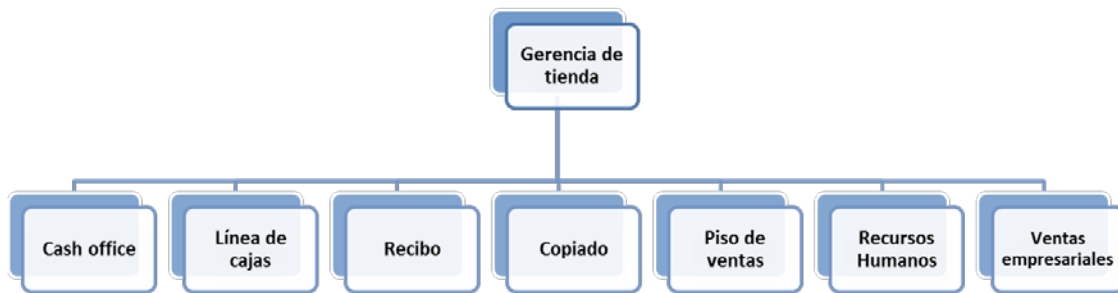 Gerencia de
tienda
Cash office
Línea de
cajas
Recibo
Copiado
Piso de
ventas
Recursos
Humanos
Ventas
empresariales